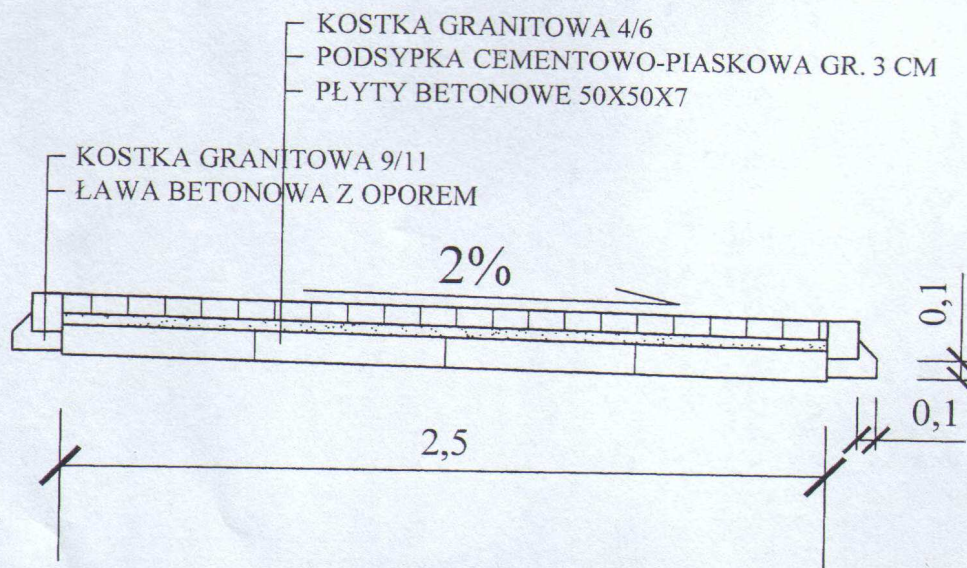 KOSTKA GRANITOWA 4/6
PODSYPKA CEMENTOWO-PIASKOWA GR. 3 CM
PŁYTY BETONOWE 50X50X7
KOSTKA GRANITOWA 9/11
ŁAWA BETONOWA Z OPOREM
2%
0,1
0,1
2,5